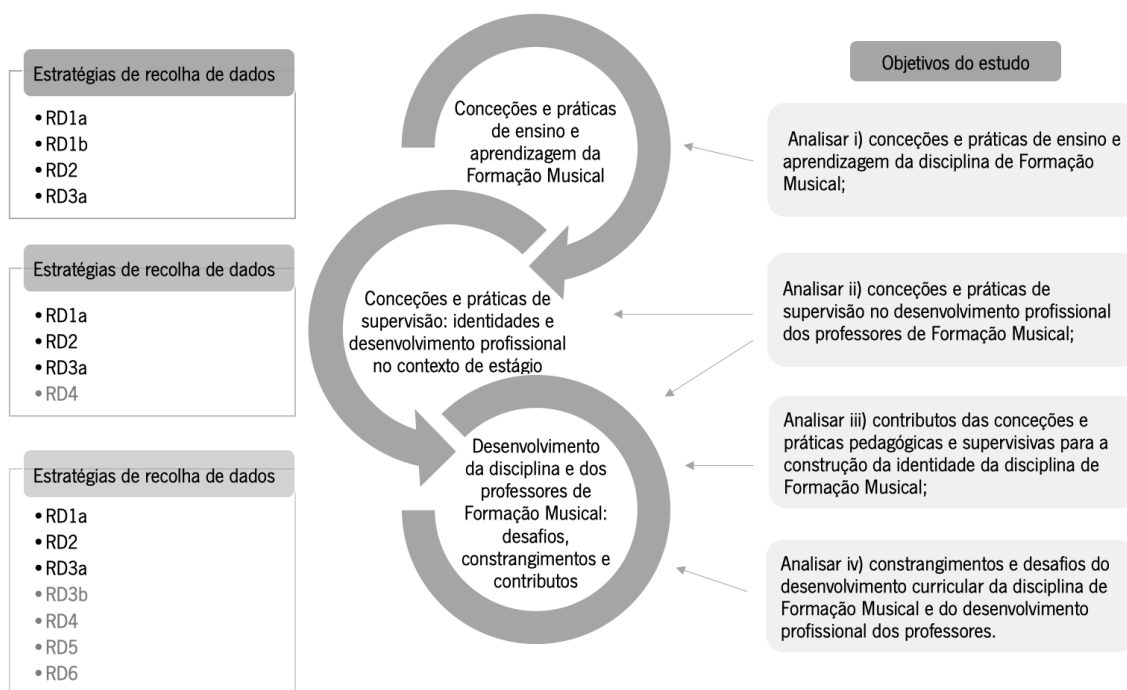 Estratégias de recolha de dados
• RD1a
• RD1b
• RD2
• RD3a
Estratégias de recolha de dados
• RD1a
• RD2
• RD3a
• RD4
Estratégias de recolha de dados
• RD1a
• RD2
• RD3a
• RD3b
• RD4
• RD5
• RD6
Conceções e práticas
de ensino e
aprendizagem da
Formação Musical
Conceções e práticas de
supervisão: identidades e
desenvolvimento profissional
no contexto de estágio
Desenvolvimento
da disciplina e dos
professores de
Formação Musical:
desafios,
constrangimentos e
contributos
Objetivos do estudo
Analisar i) conceções e práticas de ensino e
aprendizagem da disciplina de Formação
Musical;
Analisar ii) conceções e práticas de
supervisão no desenvolvimento profissional
dos professores de Formação Musical;
Analisar iii) contributos das conceções e
práticas pedagógicas e supervisivas para a
construção da identidade da disciplina de
Formação Musical;
Analisar iv) constrangimentos e desafios do
desenvolvimento curricular da disciplina de
Formação Musical e do desenvolvimento
profissional dos professores.